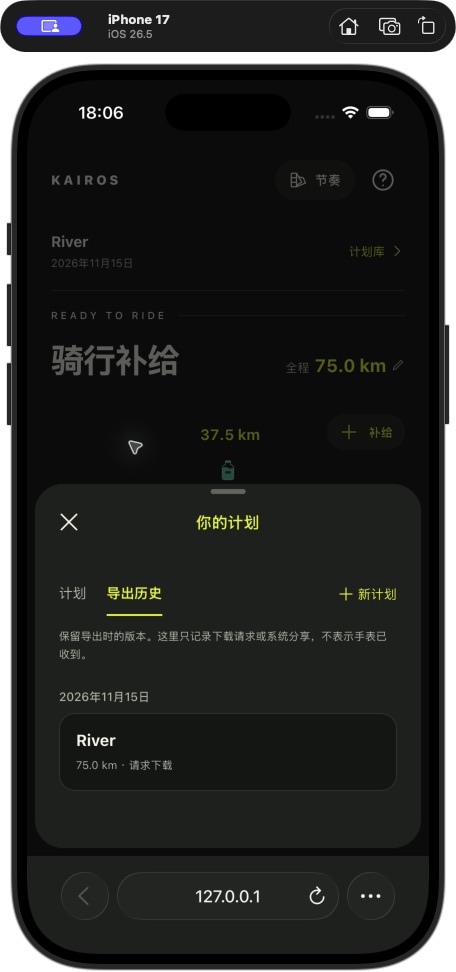 iPhone 17
iOS 26.5
18:06
KAIROS
节奏
River
2026年11月15日
计划库
READY TO RIDE
骑行补给
全程 75.0 km
37.5 km
补给
你的计划
计划
导出历史
新计划
保留导出时的版本。这里只记录下载请求或系统分享，不表示手表已
收到。
2026年11月15日
River
75.0 km · 请求下载
127.0.0.1